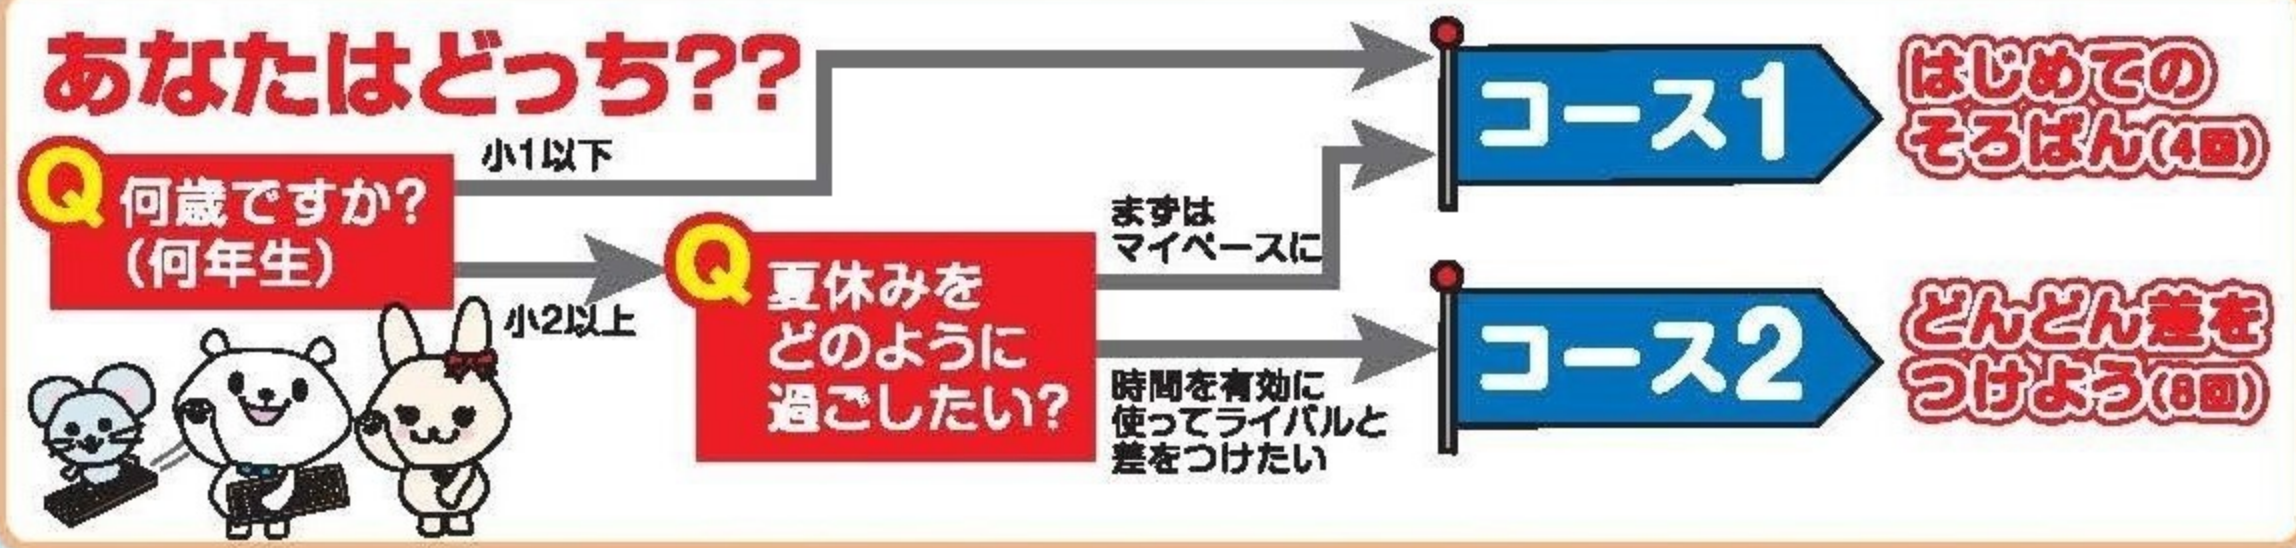 あなたはどっち??
Q 何歳ですか?
(何年生)
小1以下
小2以上
Q 夏休みを
どのように
過ごしたい?
まずは
マイペースに
時間を有効に
使ってライバルと
差をつけたい
コース1
はじめての
そろばん(4回)
コース2
どんどん差を
つけよう(8回)